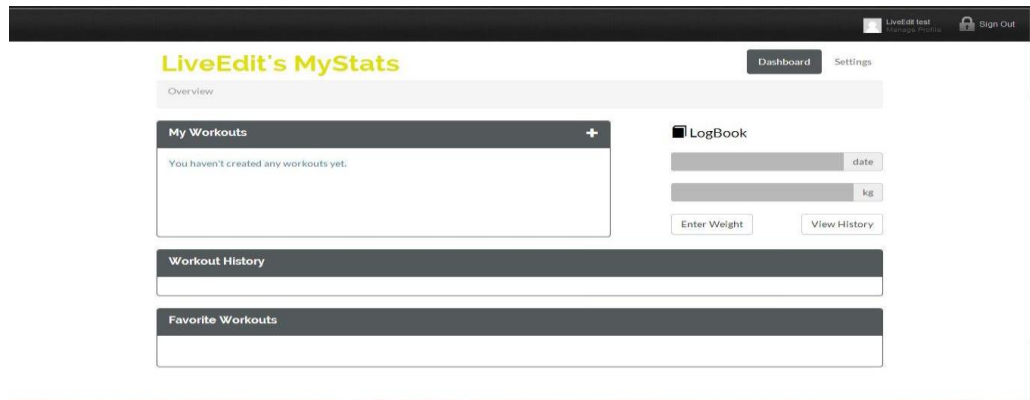 LiveEdit test
Manage Profile
Sign Out
LiveEdit's MyStats
Dashboard
Settings
Overview
My Workouts
+
You haven't created any workouts yet.
LogBook
date
kg
Enter Weight
View History
Workout History
Favorite Workouts